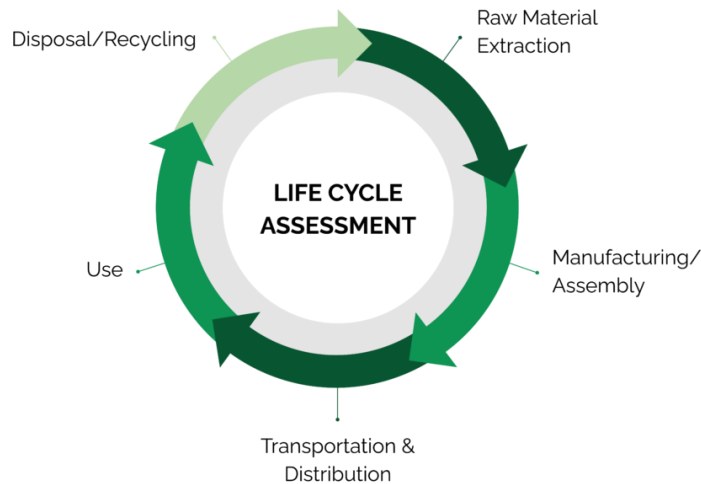 Disposal/Recycling
Raw Material
Extraction
LIFE CYCLE
ASSESSMENT
Use
Manufacturing/
Assembly
Transportation &
Distribution